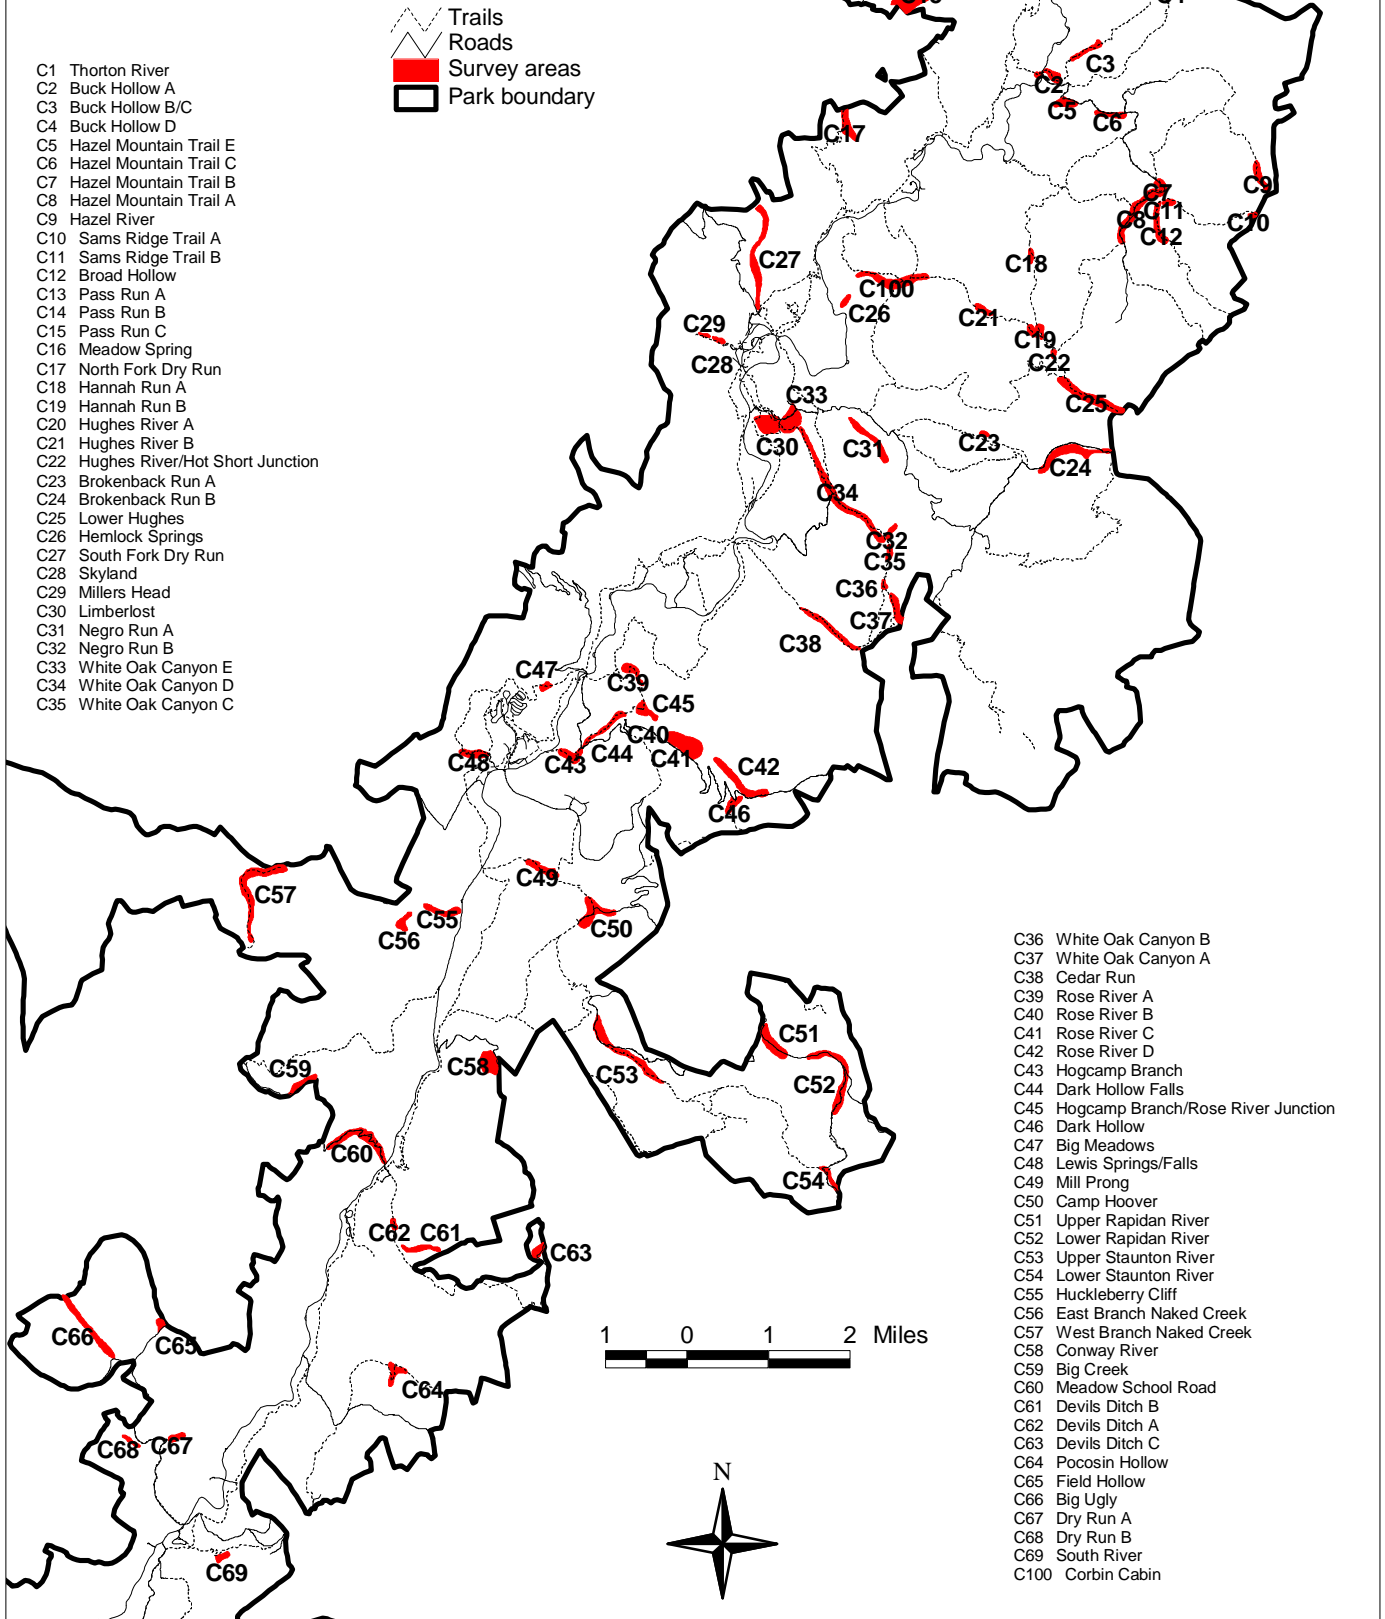 Trails
Roads
Survey areas
Park boundary
C1 Thorton River
C2 Buck Hollow A
C3 Buck Hollow B/C
C4 Buck Hollow D
C5 Hazel Mountain Trail E
C6 Hazel Mountain Trail C
C7 Hazel Mountain Trail B
C8 Hazel Mountain Trail A
C9 Hazel River
C10 Sams Ridge Trail A
C11 Sams Ridge Trail B
C12 Broad Hollow
C13 Pass Run A
C14 Pass Run B
C15 Pass Run C
C16 Meadow Spring
C17 North Fork Dry Run
C18 Hannah Run A
C19 Hannah Run B
C20 Hughes River A
C21 Hughes River B
C22 Hughes River/Hot Short Junction
C23 Brokenback Run A
C24 Brokenback Run B
C25 Lower Hughes
C26 Hemlock Springs
C27 South Fork Dry Run
C28 Skyland
C29 Millers Head
C30 Limberlost
C31 Negro Run A
C32 Negro Run B
C33 White Oak Canyon E
C34 White Oak Canyon D
C35 White Oak Canyon C
C3
C2
C5
C6
C17
C9
C7
C11
C8
C10
C12
C18
C27
C100
C26
C21
C29
C19
C28
C22
C33
C25
C30
C31
C23
C24
C34
C32
C35
C36
C37
C38
C47
C39
C45
C40
C44
C41
C43
C48
C42
C46
C49
C57
C55
C50
C56
C51
C58
C59
C53
C52
C60
C54
C62
C61
C63
C66
C65
C64
C68
C67
C69
1 0 1 2 Miles
N
C36 White Oak Canyon B
C37 White Oak Canyon A
C38 Cedar Run
C39 Rose River A
C40 Rose River B
C41 Rose River C
C42 Rose River D
C43 Hogcamp Branch
C44 Dark Hollow Falls
C45 Hogcamp Branch/Rose River Junction
C46 Dark Hollow
C47 Big Meadows
C48 Lewis Springs/Falls
C49 Mill Prong
C50 Camp Hoover
C51 Upper Rapidan River
C52 Lower Rapidan River
C53 Upper Staunton River
C54 Lower Staunton River
C55 Huckleberry Cliff
C56 East Branch Naked Creek
C57 West Branch Naked Creek
C58 Conway River
C59 Big Creek
C60 Meadow School Road
C61 Devils Ditch B
C62 Devils Ditch A
C63 Devils Ditch C
C64 Pocosin Hollow
C65 Field Hollow
C66 Big Ugly
C67 Dry Run A
C68 Dry Run B
C69 South River
C100 Corbin Cabin